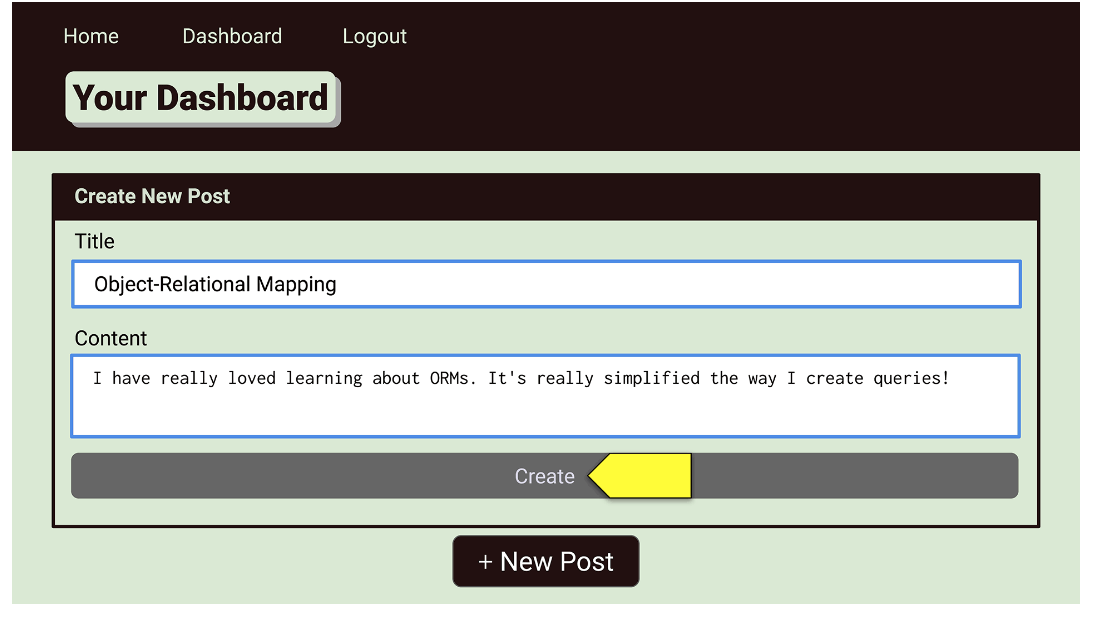 Home Dashboard Logout
Your Dashboard
Create New Post
Title
Object-Relational Mapping
Content
I have really loved learning about ORMs. It's really simplified the way I create queries!
Create
+ New Post